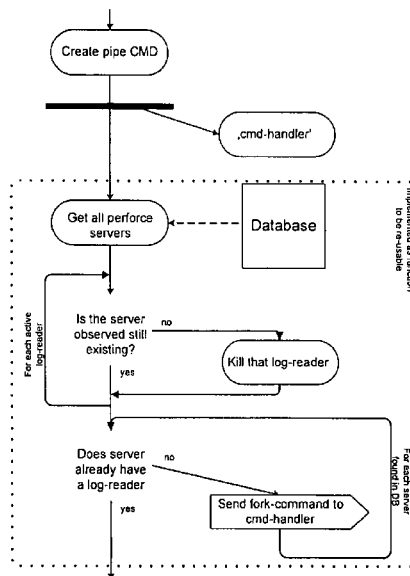 Create pipe CMD
‚cmd-handler'
Get all perforce
servers
Database
to be re-usable
For each active
log-reader
Is the server
observed still
existing?
no
yes
Kill that log-reader
Does server
already have
a log-reader
no
yes
Send fork-command to
cmd-handler
For each server
found in DB